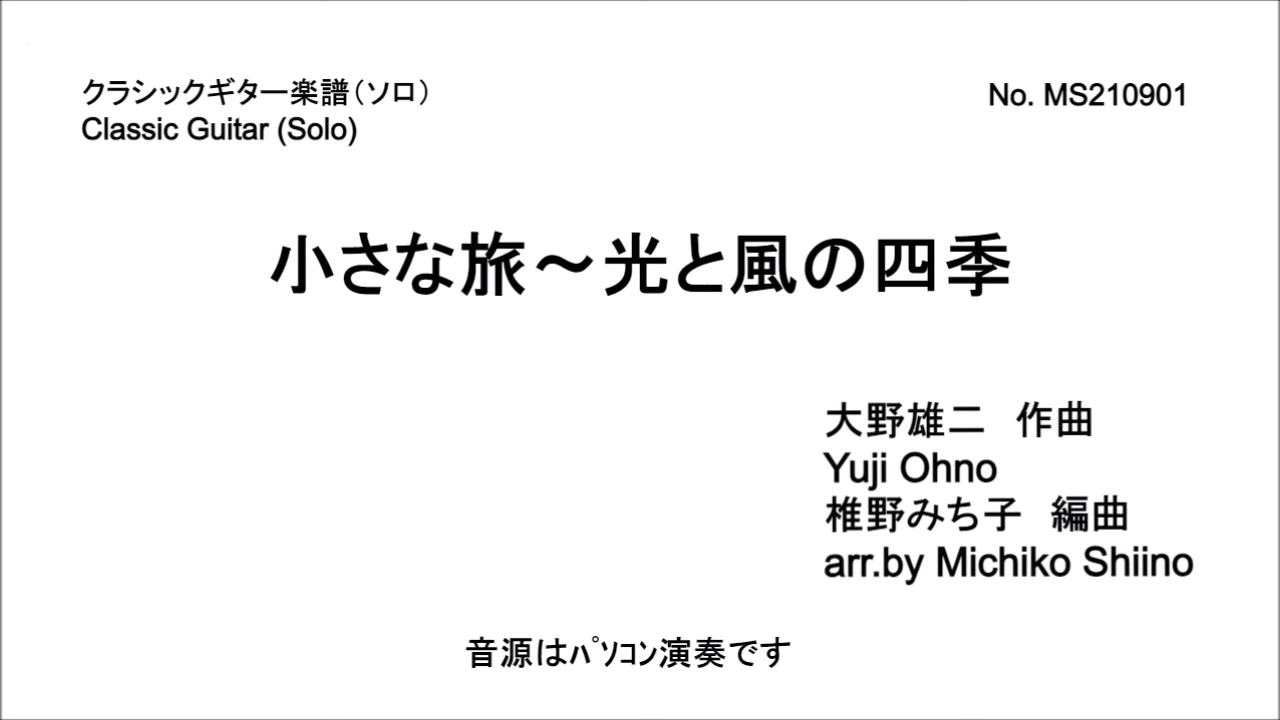 クラシックギター楽譜（ソロ）
Classic Guitar (Solo)
No. MS210901
小さな旅～光と風の四季
大野雄二　作曲
Yuji Ohno
椎野みち子　編曲
arr.by Michiko Shiino
音源はﾊﾟｿｺﾝ演奏です